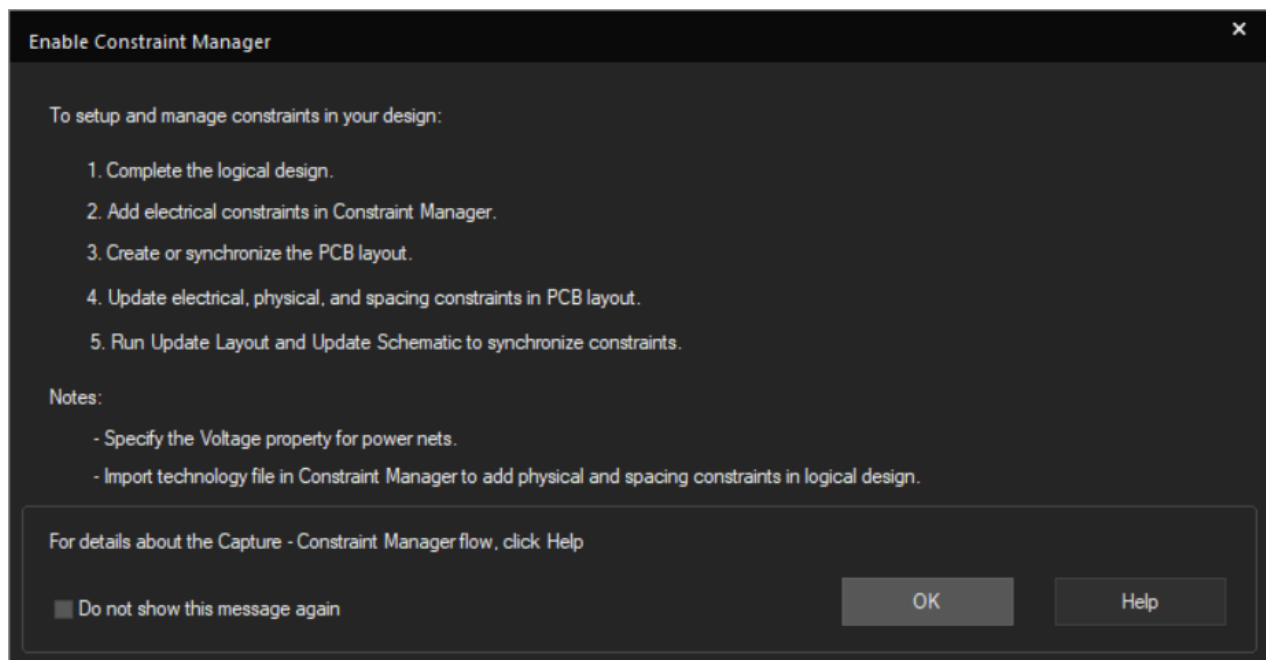 Enable Constraint Manager
×
To setup and manage constraints in your design:
1. Complete the logical design.
2. Add electrical constraints in Constraint Manager.
3. Create or synchronize the PCB layout.
4. Update electrical, physical, and spacing constraints in PCB layout.
5. Run Update Layout and Update Schematic to synchronize constraints.
Notes:
- Specify the Voltage property for power nets.
- Import technology file in Constraint Manager to add physical and spacing constraints in logical design.
For details about the Capture - Constraint Manager flow, click Help
Do not show this message again
OK
Help